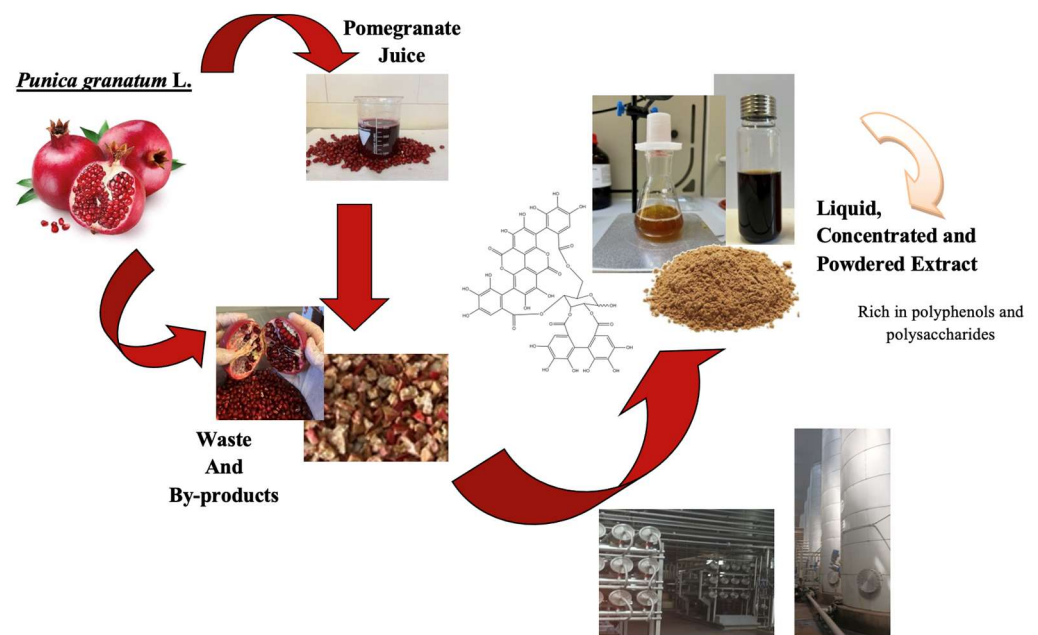 Pomegranate
Juice
Punica granatum L.
Liquid,
Concentrated and
Powdered Extract
Rich in polyphenols and
polysaccharides
Waste
And
By-products